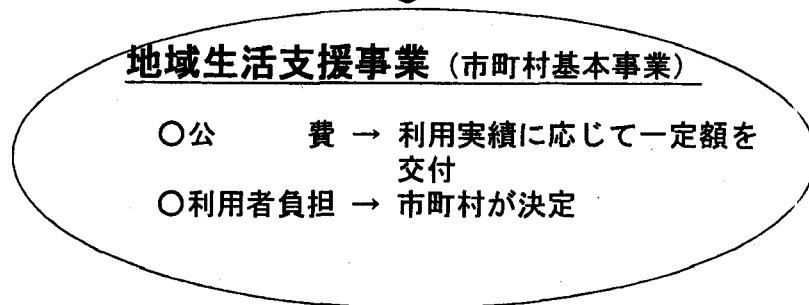 地域生活支援事業（市町村基本事業）
○公　　費 → 利用実績に応じて一定額を
交付
○利用者負担 → 市町村が決定